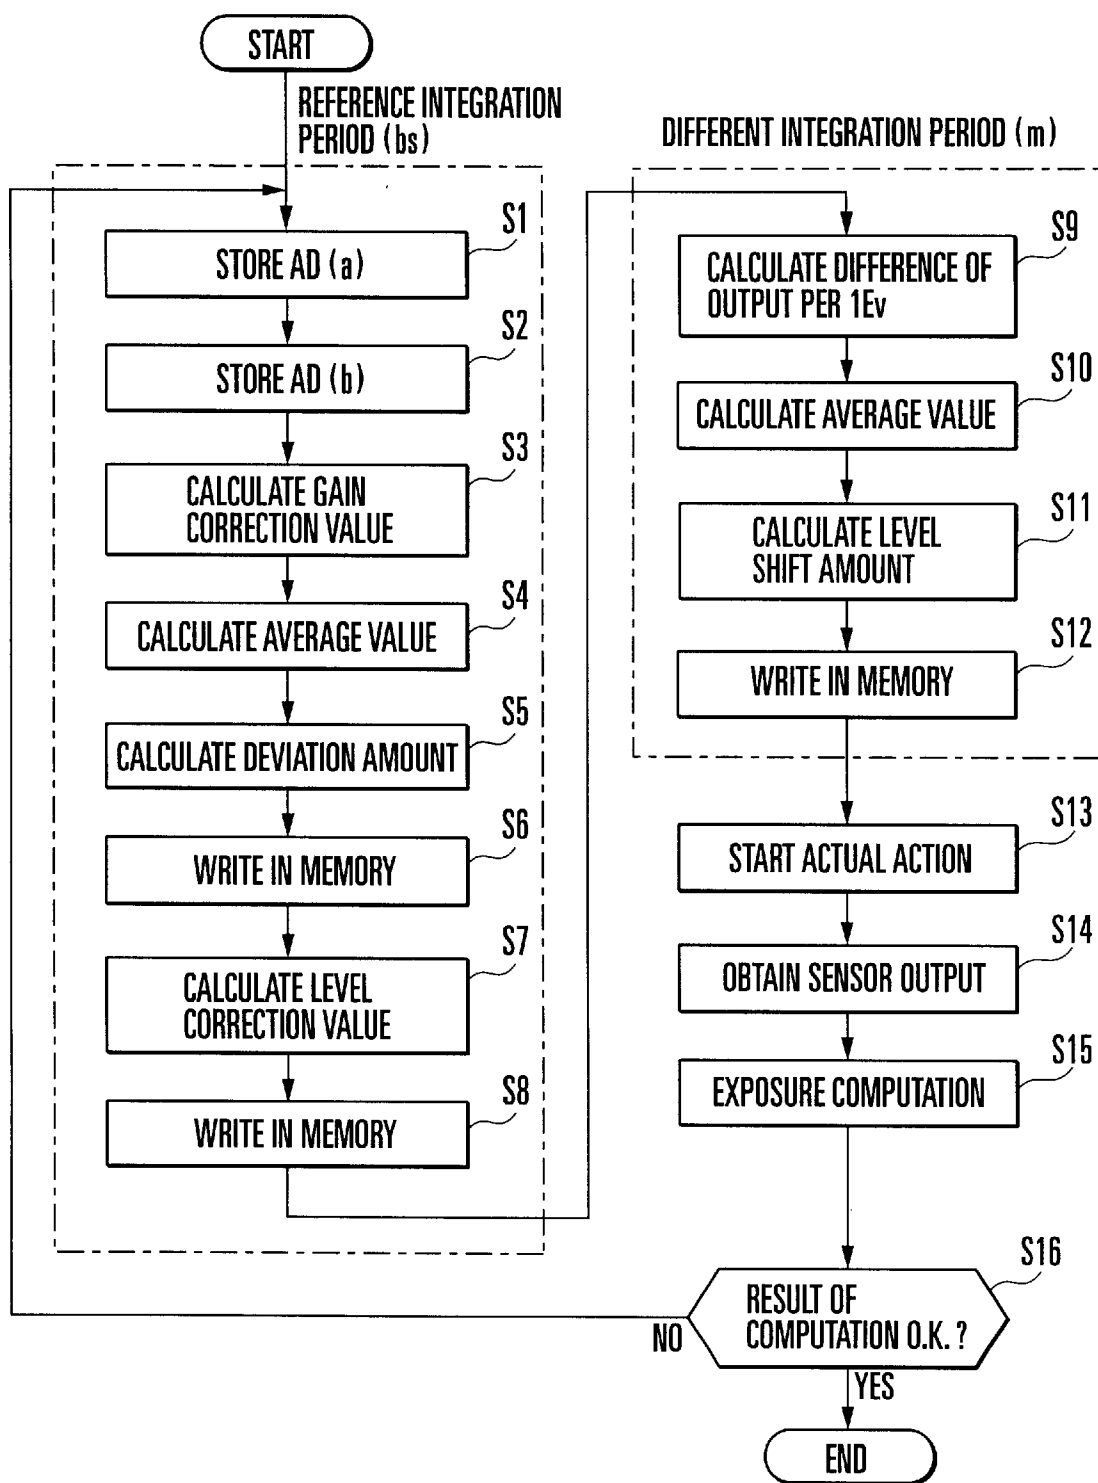 START
REFERENCE INTEGRATION
PERIOD (bs)
S1
STORE AD (a)
S2
STORE AD (b)
S3
CALCULATE GAIN
CORRECTION VALUE
S4
CALCULATE AVERAGE VALUE
S5
CALCULATE DEVIATION AMOUNT
S6
WRITE IN MEMORY
S7
CALCULATE LEVEL
CORRECTION VALUE
S8
WRITE IN MEMORY
DIFFERENT INTEGRATION PERIOD (m)
S9
CALCULATE DIFFERENCE OF
OUTPUT PER 1Ev
S10
CALCULATE AVERAGE VALUE
S11
CALCULATE LEVEL
SHIFT AMOUNT
S12
WRITE IN MEMORY
S13
START ACTUAL ACTION
S14
OBTAIN SENSOR OUTPUT
S15
EXPOSURE COMPUTATION
S16
RESULT OF
COMPUTATION O.K. ?
NO
YES
END